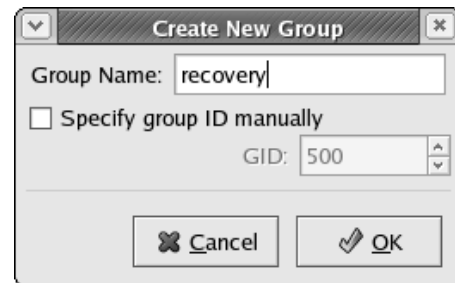 Create New Group
Group Name: recovery
Specify group ID manually
GID: 500
Cancel OK